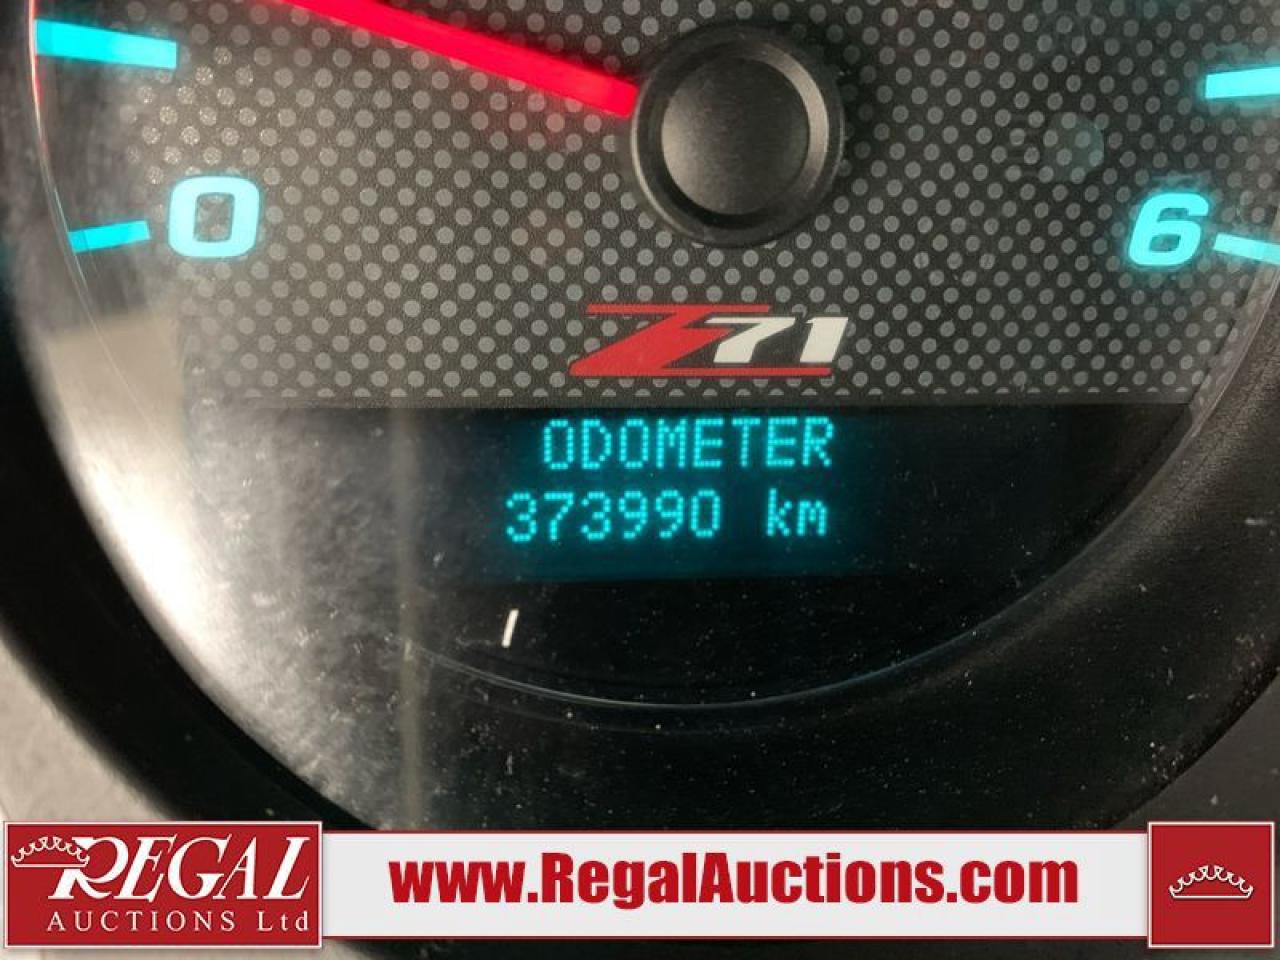 0
6
Z71
ODOMETER
373990 km
REGAL
AUCTIONS Ltd
www.RegalAuctions.com